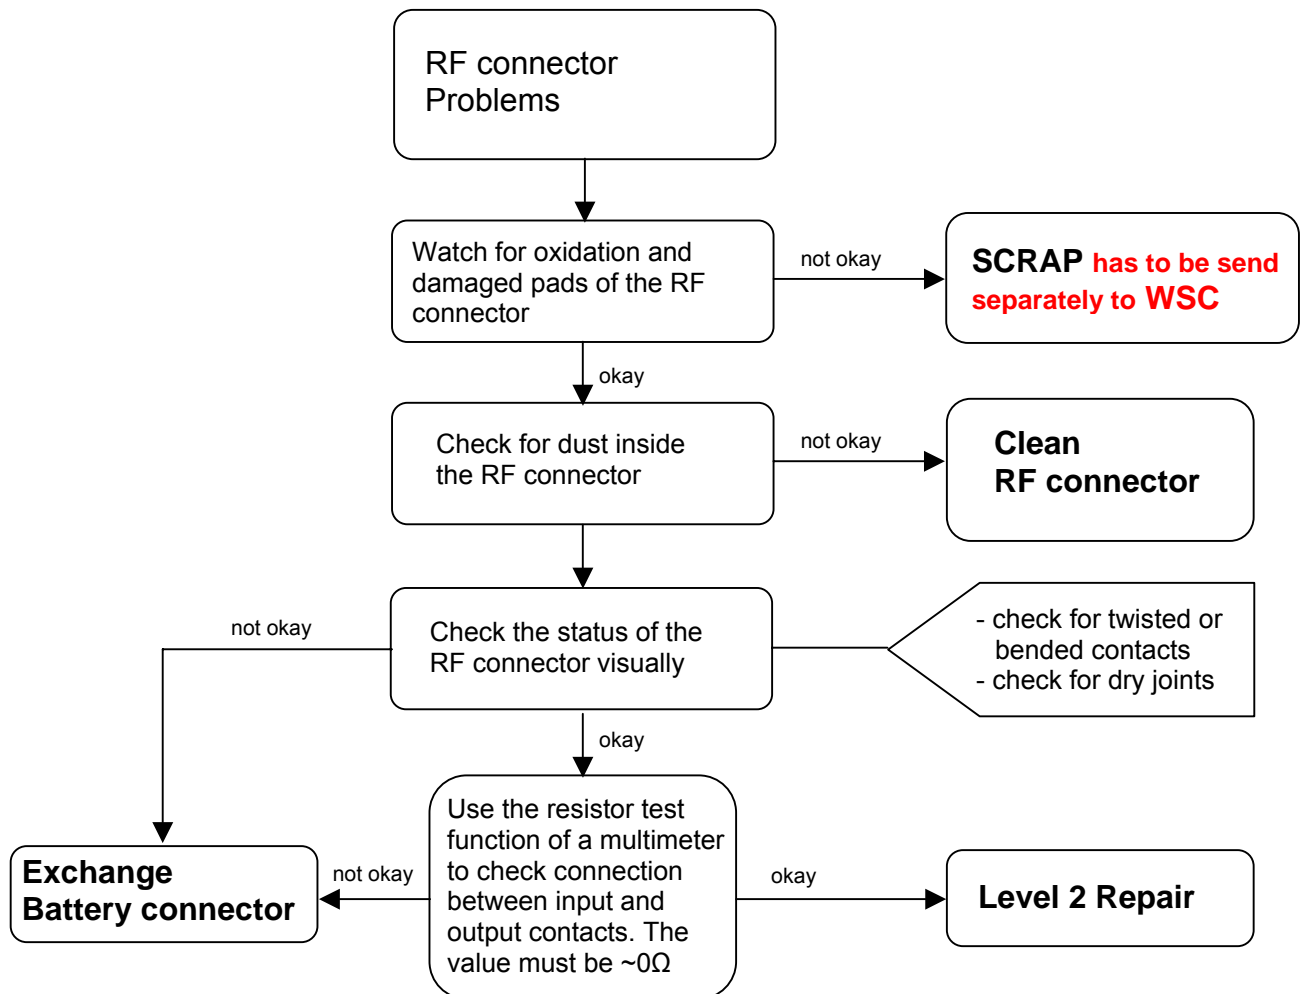 RF connector
Problems
Watch for oxidation and
damaged pads of the RF
connector
not okay
SCRAP has to be send
separately to WSC
okay
Check for dust inside
the RF connector
not okay
Clean
RF connector
not okay
Check the status of the
RF connector visually
- check for twisted or
bended contacts
- check for dry joints
okay
Use the resistor test
function of a multimeter
to check connection
between input and
output contacts. The
value must be ~0Ω
not okay
Exchange
Battery connector
okay
Level 2 Repair